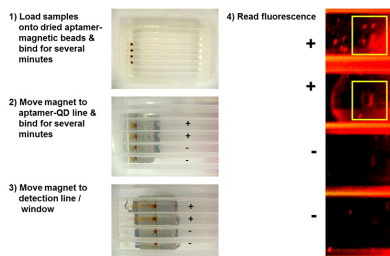 1) Load samples
onto dried aptamer-
magnetic beads &
bind for several
minutes
2) Move magnet to
aptamer-QD line &
bind for several
minutes
+
+
-
-
3) Move magnet to
detection line /
window
+
+
-
-
4) Read fluorescence
+
+
-
-